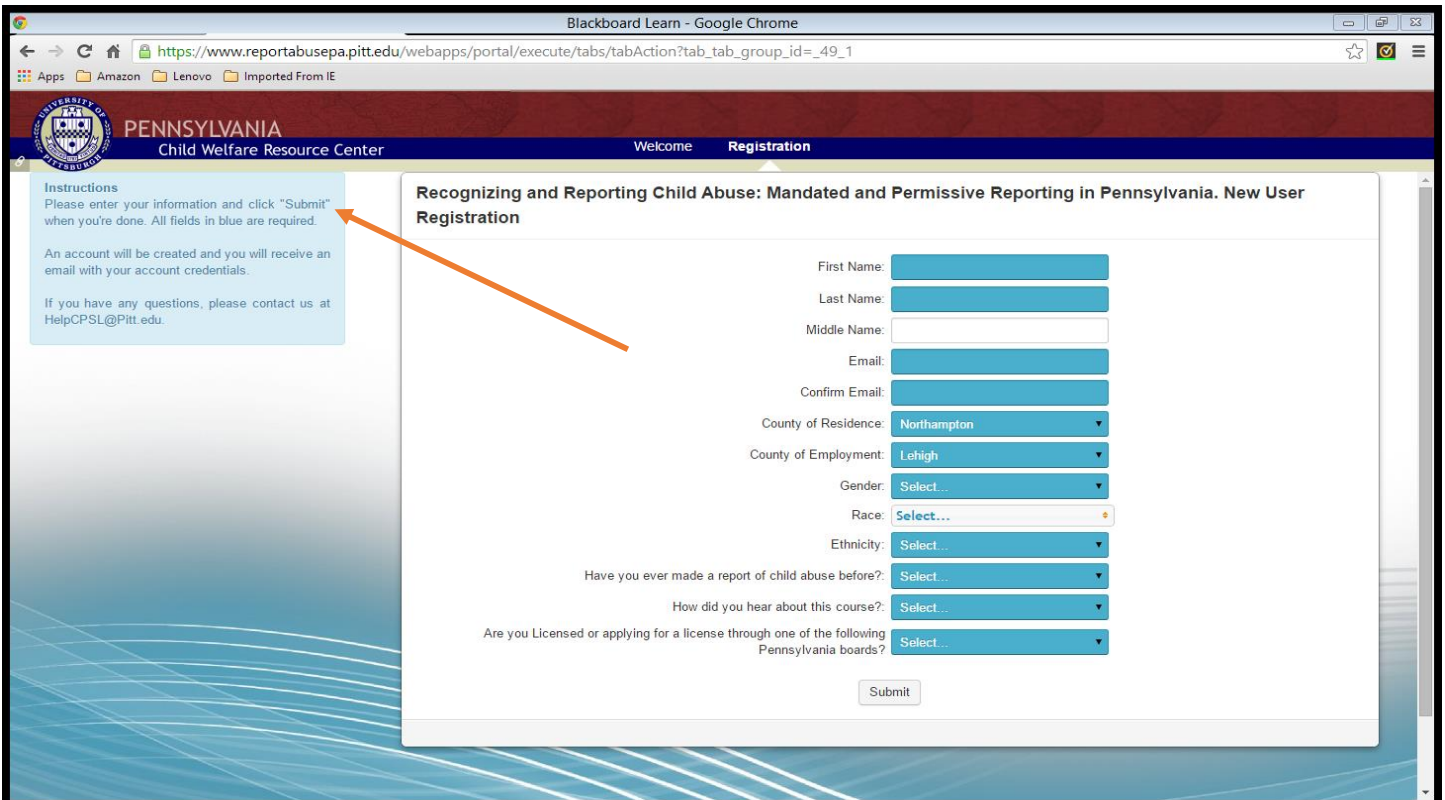 Blackboard Learn - Google Chrome
https://www.reportabusepa.pitt.edu/webapps/portal/execute/tabs/tabAction?tab_tab_group_id=_49_1
Apps Amazon Lenovo Imported From IE
UNIVERSITY OF PITTSBURGH
PENNSYLVANIA
Child Welfare Resource Center
Welcome Registration
Instructions
Please enter your information and click "Submit"
when you're done. All fields in blue are required.
An account will be created and you will receive an
email with your account credentials.
If you have any questions, please contact us at
HelpCPSL@Pitt.edu.
Recognizing and Reporting Child Abuse: Mandated and Permissive Reporting in Pennsylvania. New User
Registration
First Name:
Last Name:
Middle Name:
Email:
Confirm Email:
County of Residence: Northampton
County of Employment: Lehigh
Gender: Select...
Race: Select...
Ethnicity: Select...
Have you ever made a report of child abuse before?: Select...
How did you hear about this course?: Select...
Are you Licensed or applying for a license through one of the following
Pennsylvania boards? Select...
Submit